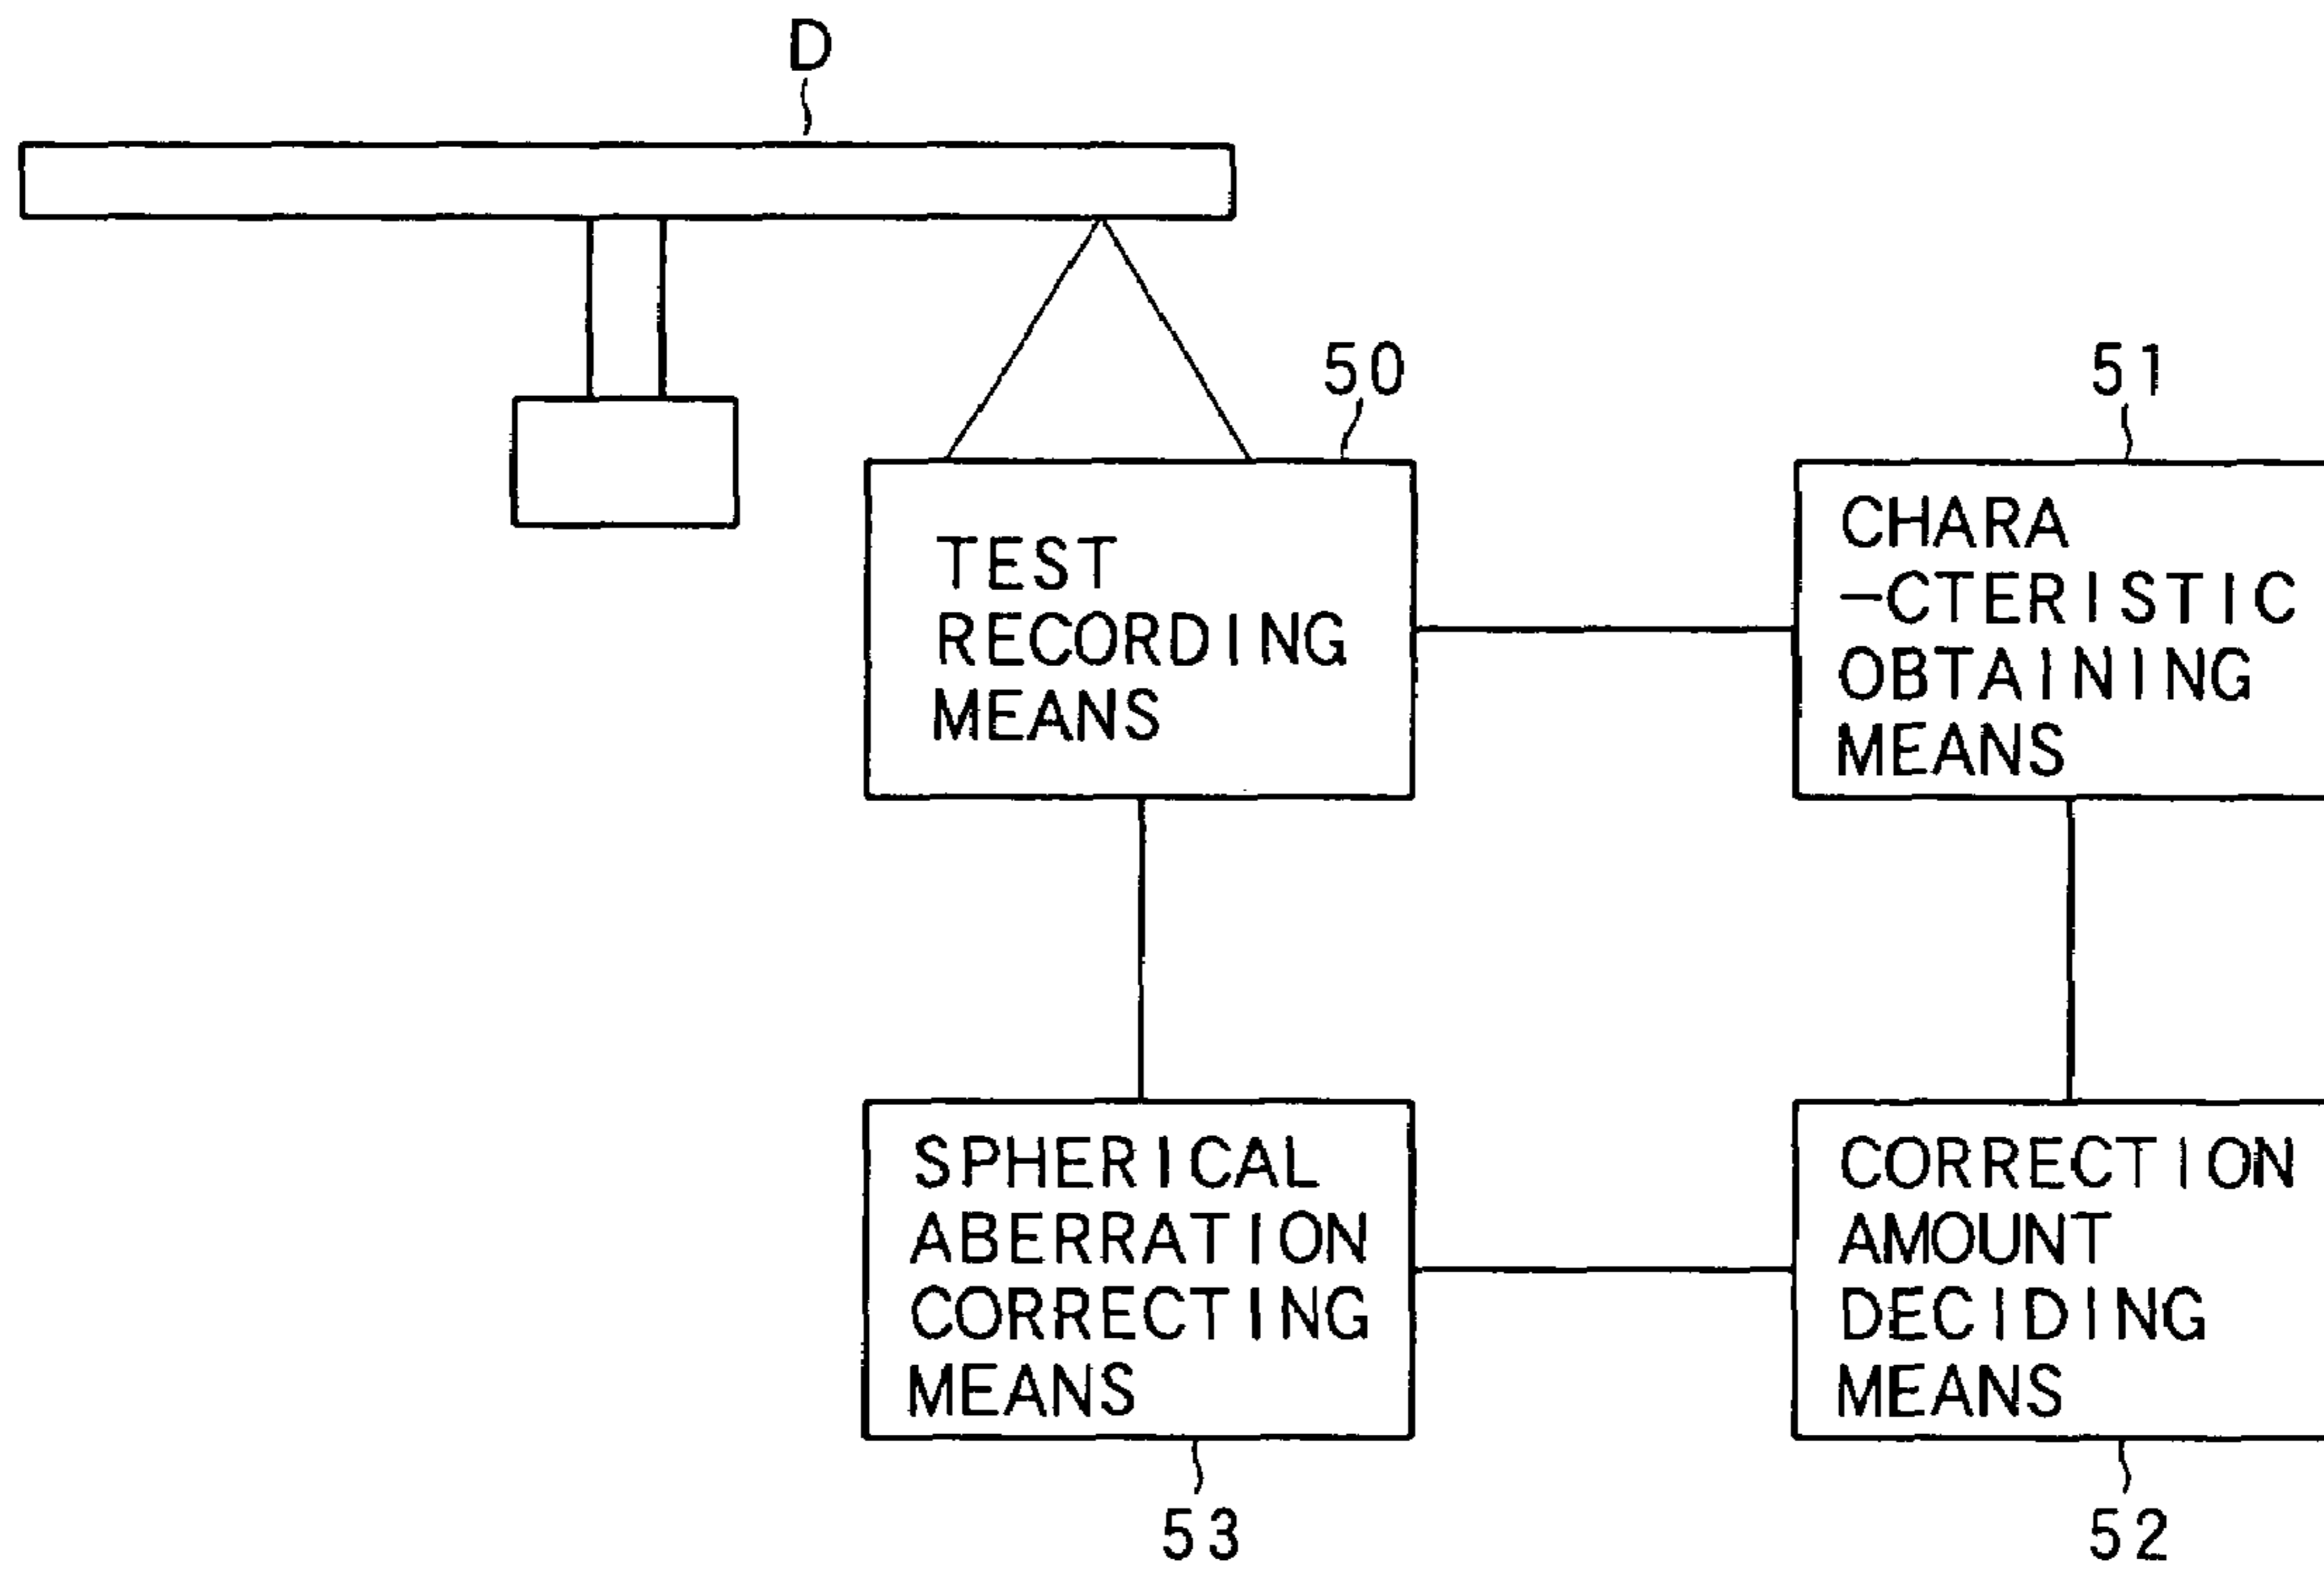 D
50
51
TEST
RECORDING
MEANS
CHARA
-CTERISTIC
OBTAINING
MEANS
SPHERICAL
ABERRATION
CORRECTING
MEANS
CORRECTION
AMOUNT
DECIDING
MEANS
53
52